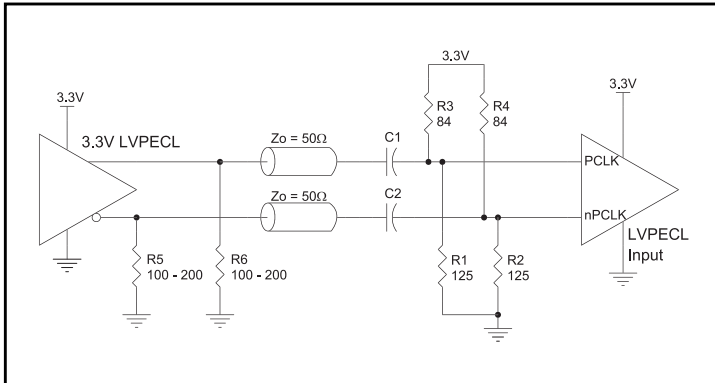 3.3V
3.3V LVPECL
R5
100 - 200
R6
100 - 200
Zo = 50Ω
Zo = 50Ω
C1
C2
3.3V
R3
84
R4
84
R1
125
R2
125
3.3V
PCLK
nPCLK
LVPECL
Input